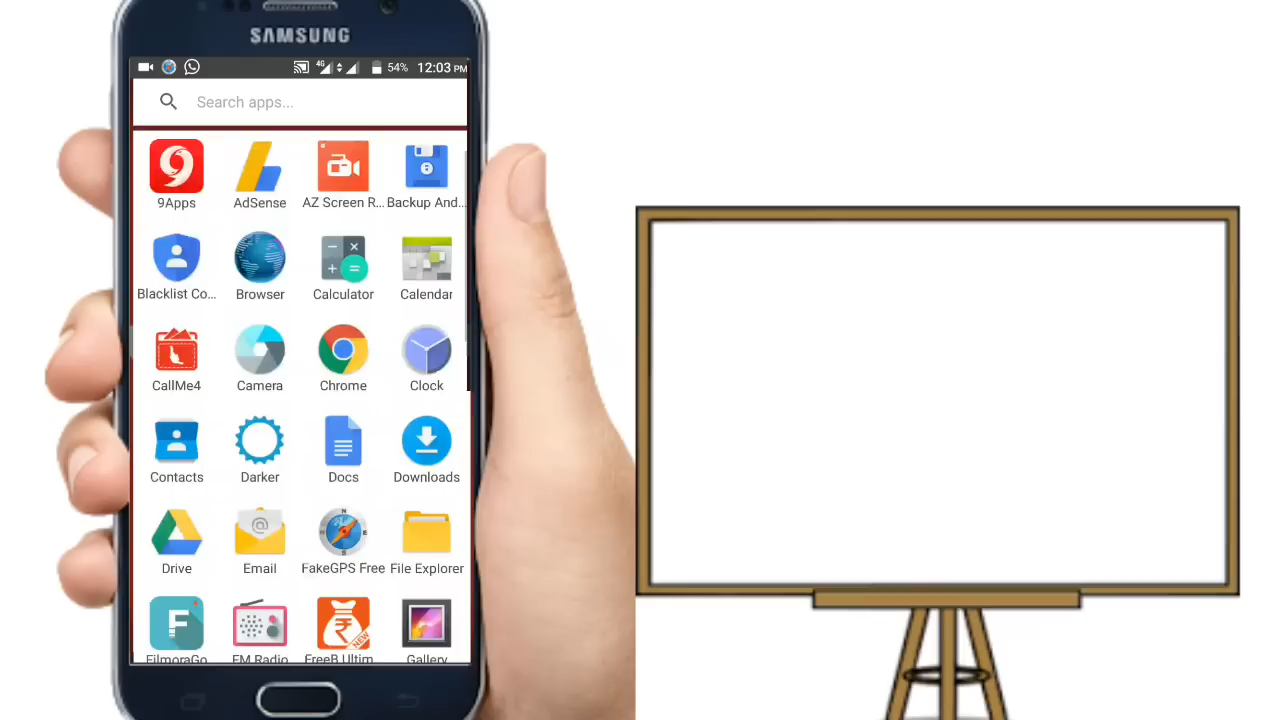 SAMSUNG
54% 12:03 PM
Search apps...
9Apps AdSense AZ Screen R... Backup And...
Blacklist Co... Browser Calculator Calendar
CallMe4 Camera Chrome Clock
Contacts Darker Docs Downloads
Drive Email FakeGPS Free File Explorer
FilmoraGo FM Radio FreeB Ultim Gallery